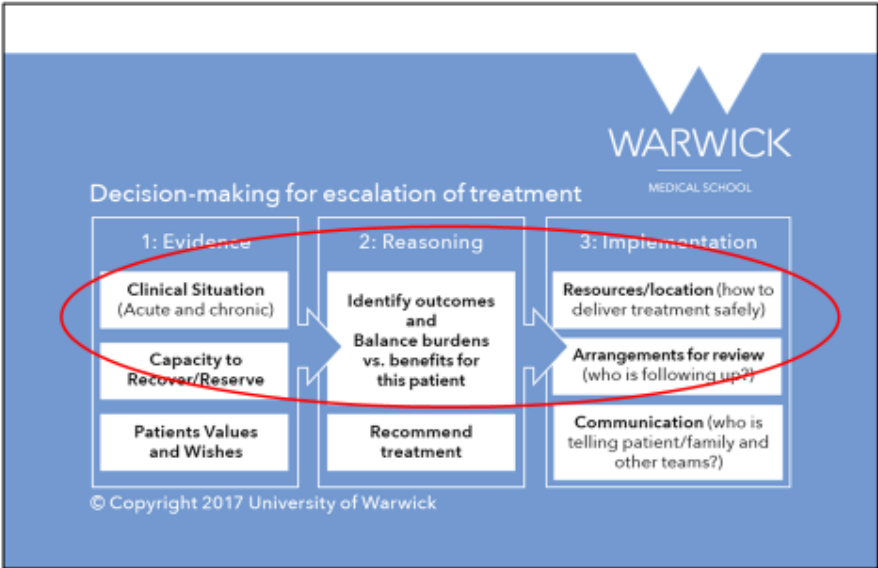 WARWICK
MEDICAL SCHOOL
Decision-making for escalation of treatment
1: Evidence
Clinical Situation
(Acute and chronic)
Capacity to
Recover/Reserve
Patients Values
and Wishes
2: Reasoning
Identify outcomes
and
Balance burdens
vs. benefits for
this patient
Recommend
treatment
3: Implementation
Resources/location (how to
deliver treatment safely)
Arrangements for review
(who is following up?)
Communication (who is
telling patient/family and
other teams?)
© Copyright 2017 University of Warwick